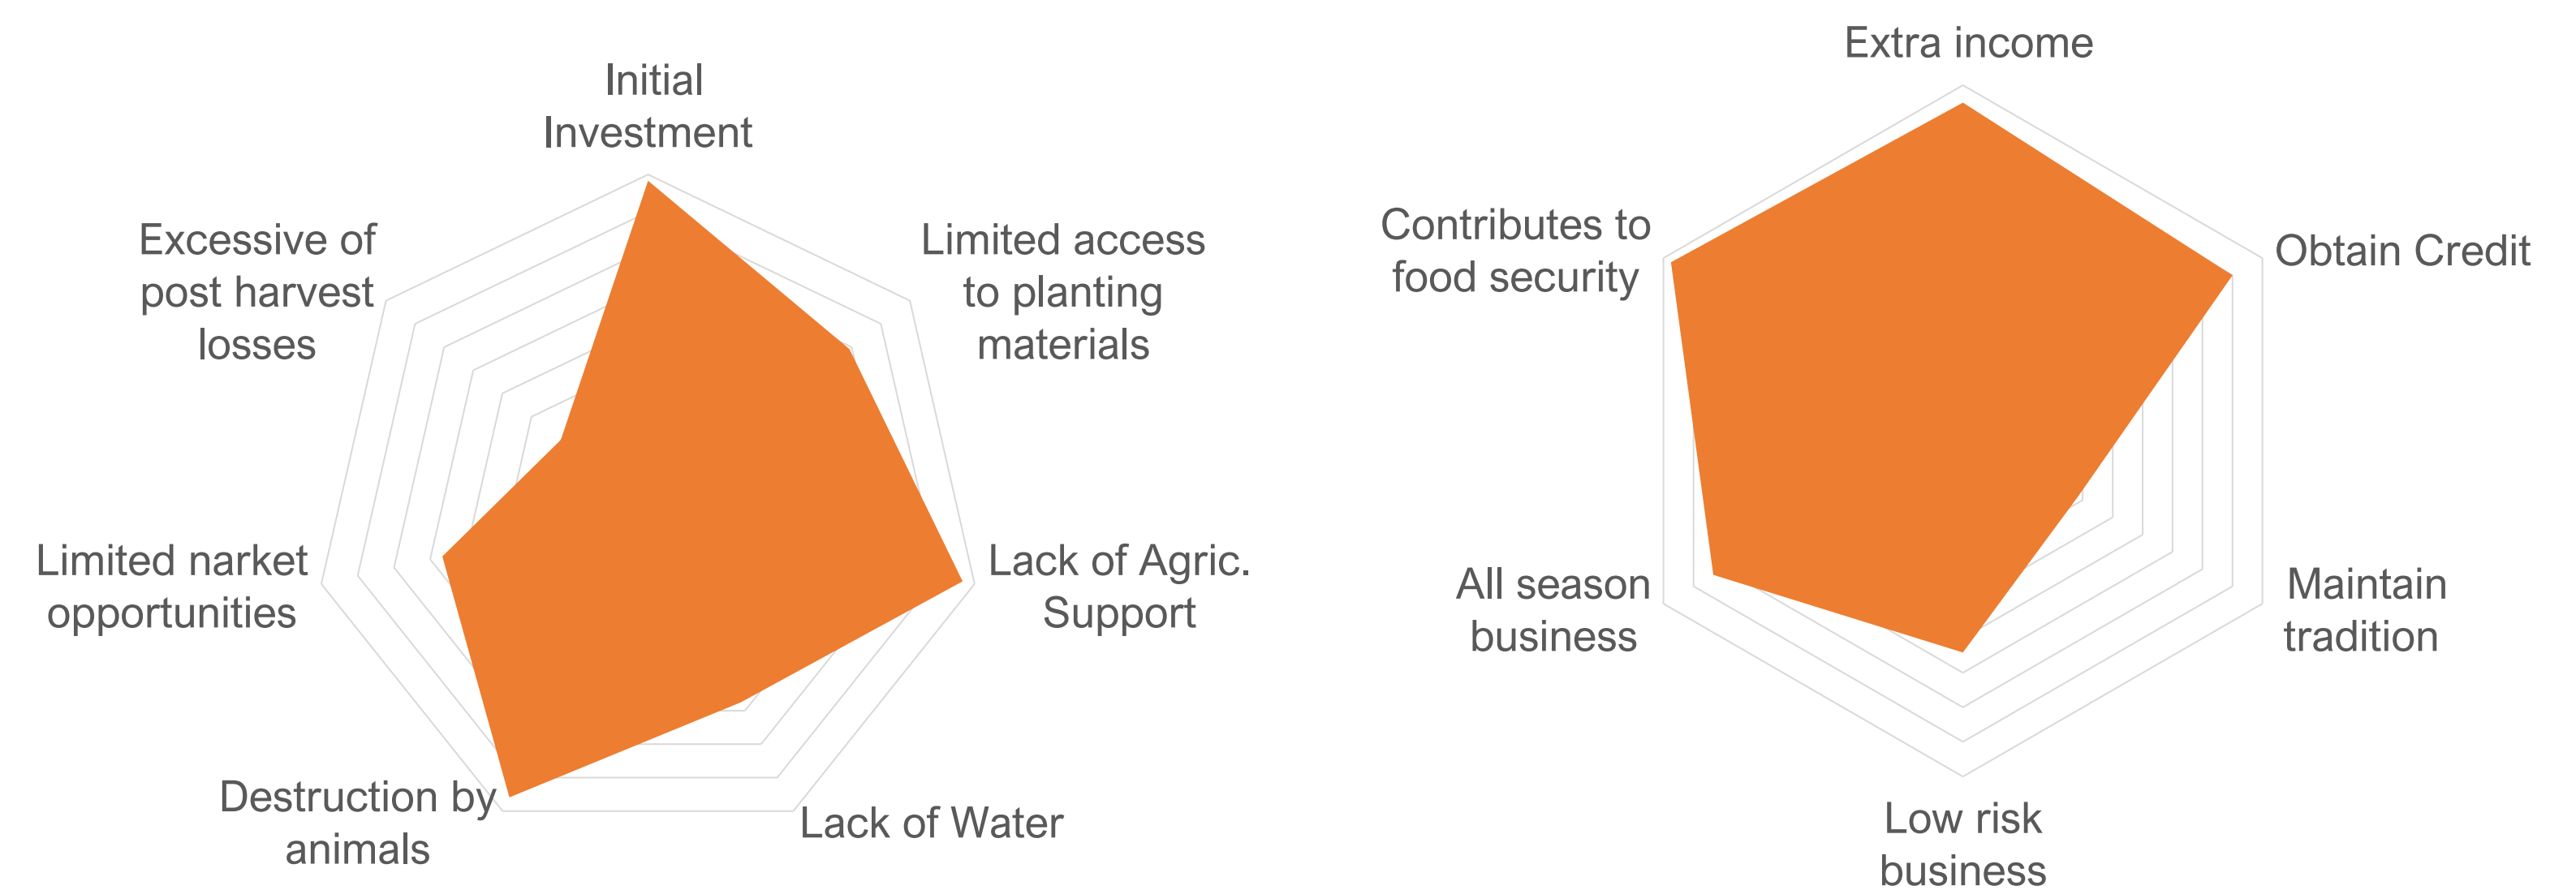 Initial
Investment
Limited access
to planting
materials
Lack of Agric.
Support
Lack of Water
Destruction by
animals
Limited narket
opportunities
Excessive of
post harvest
losses
Extra income
Obtain Credit
Maintain
tradition
Low risk
business
All season
business
Contributes to
food security